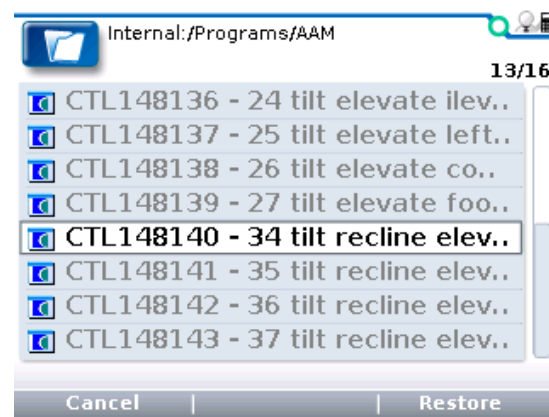 Internal:/Programs/AAM
13/16
CTL148136 - 24 tilt elevate ilev..
CTL148137 - 25 tilt elevate left..
CTL148138 - 26 tilt elevate co..
CTL148139 - 27 tilt elevate foo..
CTL148140 - 34 tilt recline elev..
CTL148141 - 35 tilt recline elev..
CTL148142 - 36 tilt recline elev..
CTL148143 - 37 tilt recline elev..
Cancel | | Restore